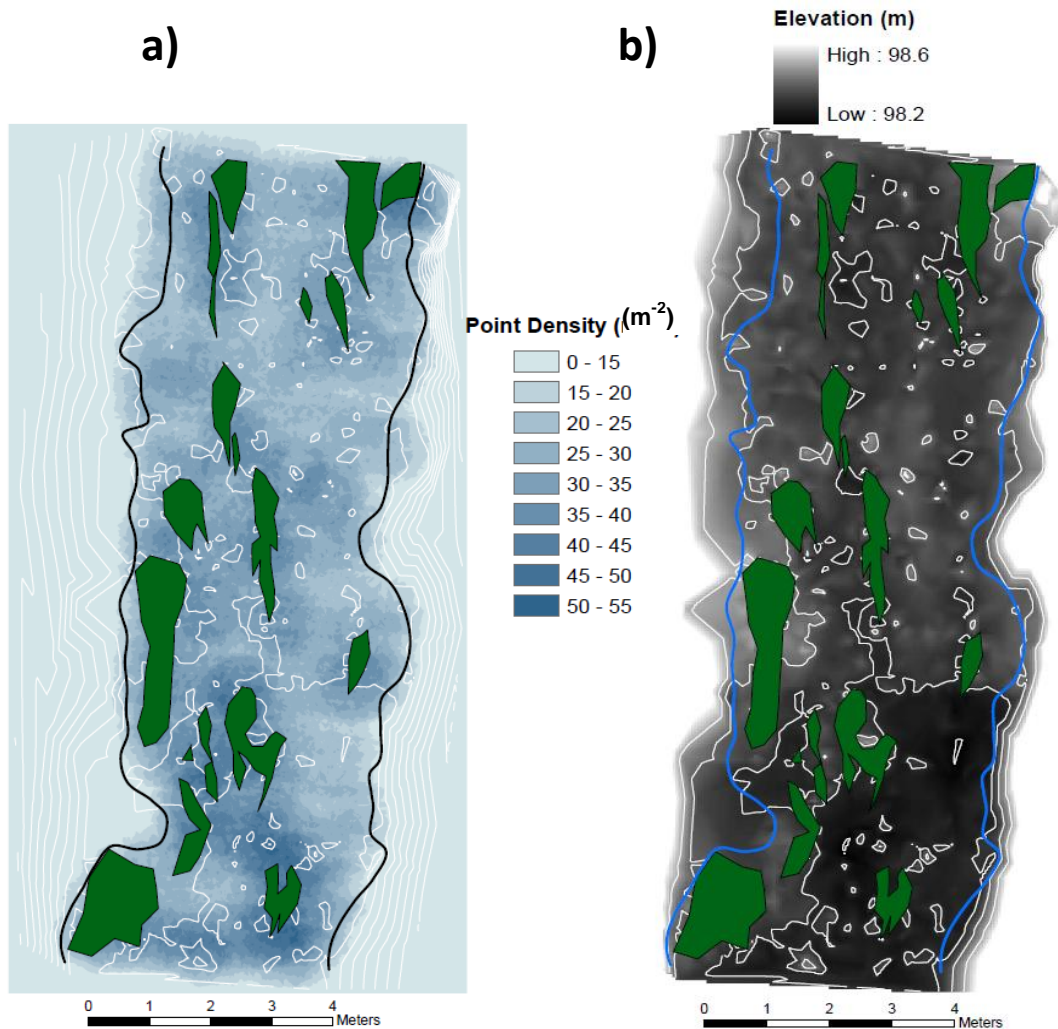 a)
b)
Elevation (m)
High : 98.6
Low : 98.2
Point Density (m⁻²)
0 - 15
15 - 20
20 - 25
25 - 30
30 - 35
35 - 40
40 - 45
45 - 50
50 - 55
0 1 2 3 4
Meters
0 1 2 3 4
Meters